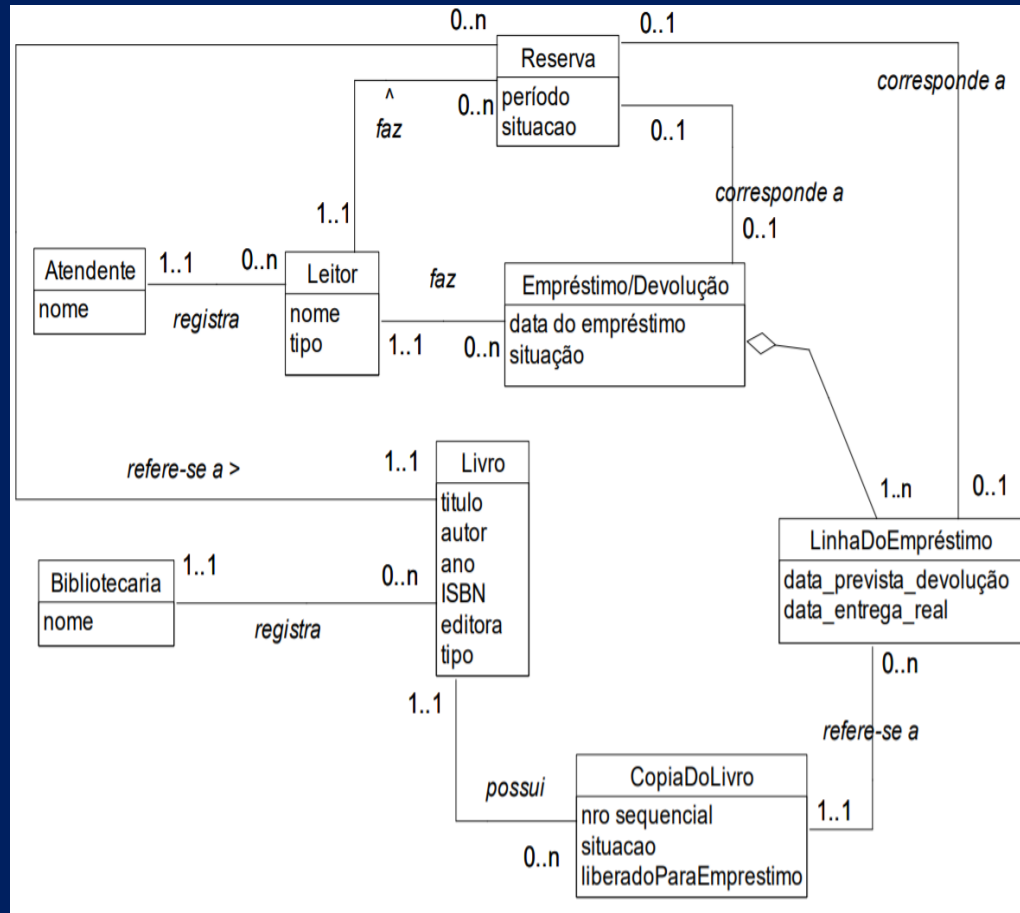 0..n
0..1
Reserva
corresponde a
^
0..n
período
faz
situacao
0..1
corresponde a
1..1
0..1
Atendente
1..1
0..n
Leitor
faz
Empréstimo/Devolução
nome
registra
nome
data do empréstimo
tipo
1..1
0..n
situação
refere-se a >
1..1
Livro
1..n
0..1
titulo
autor
LinhaDoEmpréstimo
Bibliotecaria
1..1
0..n
ano
data_prevista_devolução
ISBN
data_entrega_real
nome
registra
editora
tipo
0..n
1..1
refere-se a
possui
CopiaDoLivro
nro sequencial
1..1
situacao
0..n
liberadoParaEmprestimo